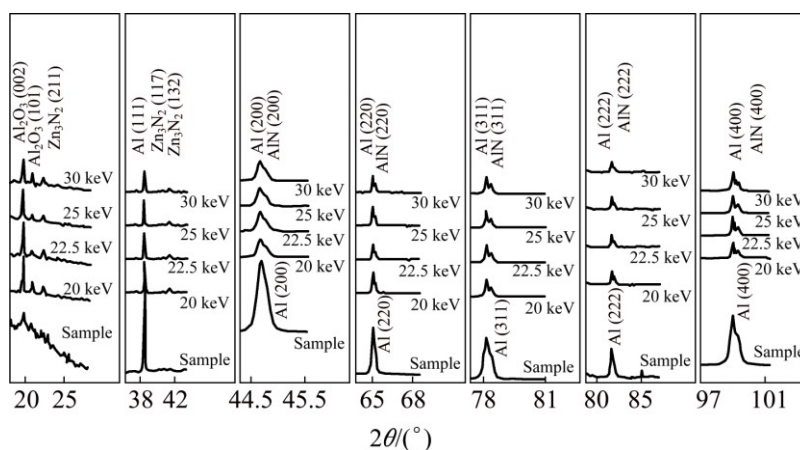 Al₂O₃ (002)
Al₂O₃ (101)
Zn₃N₂ (211)
30 keV
25 keV
22.5 keV
20 keV
Sample
20 25
Al (111)
Zn₃N₂ (117)
Zn₃N₂ (132)
30 keV
25 keV
22.5 keV
20 keV
Sample
38 42
Al (200)
AlN (200)
30 keV
25 keV
22.5 keV
20 keV
Al (200)
Sample
44.5 45.5
Al (220)
AlN (220)
30 keV
25 keV
22.5 keV
20 keV
Al (220)
Sample
65 68
Al (311)
AlN (311)
30 keV
25 keV
22.5 keV
20 keV
Al (311)
Sample
78 81
Al (222)
AlN (222)
30 keV
25 keV
22.5 keV
20 keV
Al (222)
Sample
80 85
Al (400)
AlN (400)
30 keV
25 keV
22.5 keV
20 keV
Al (400)
Sample
97 101
2θ/(°)